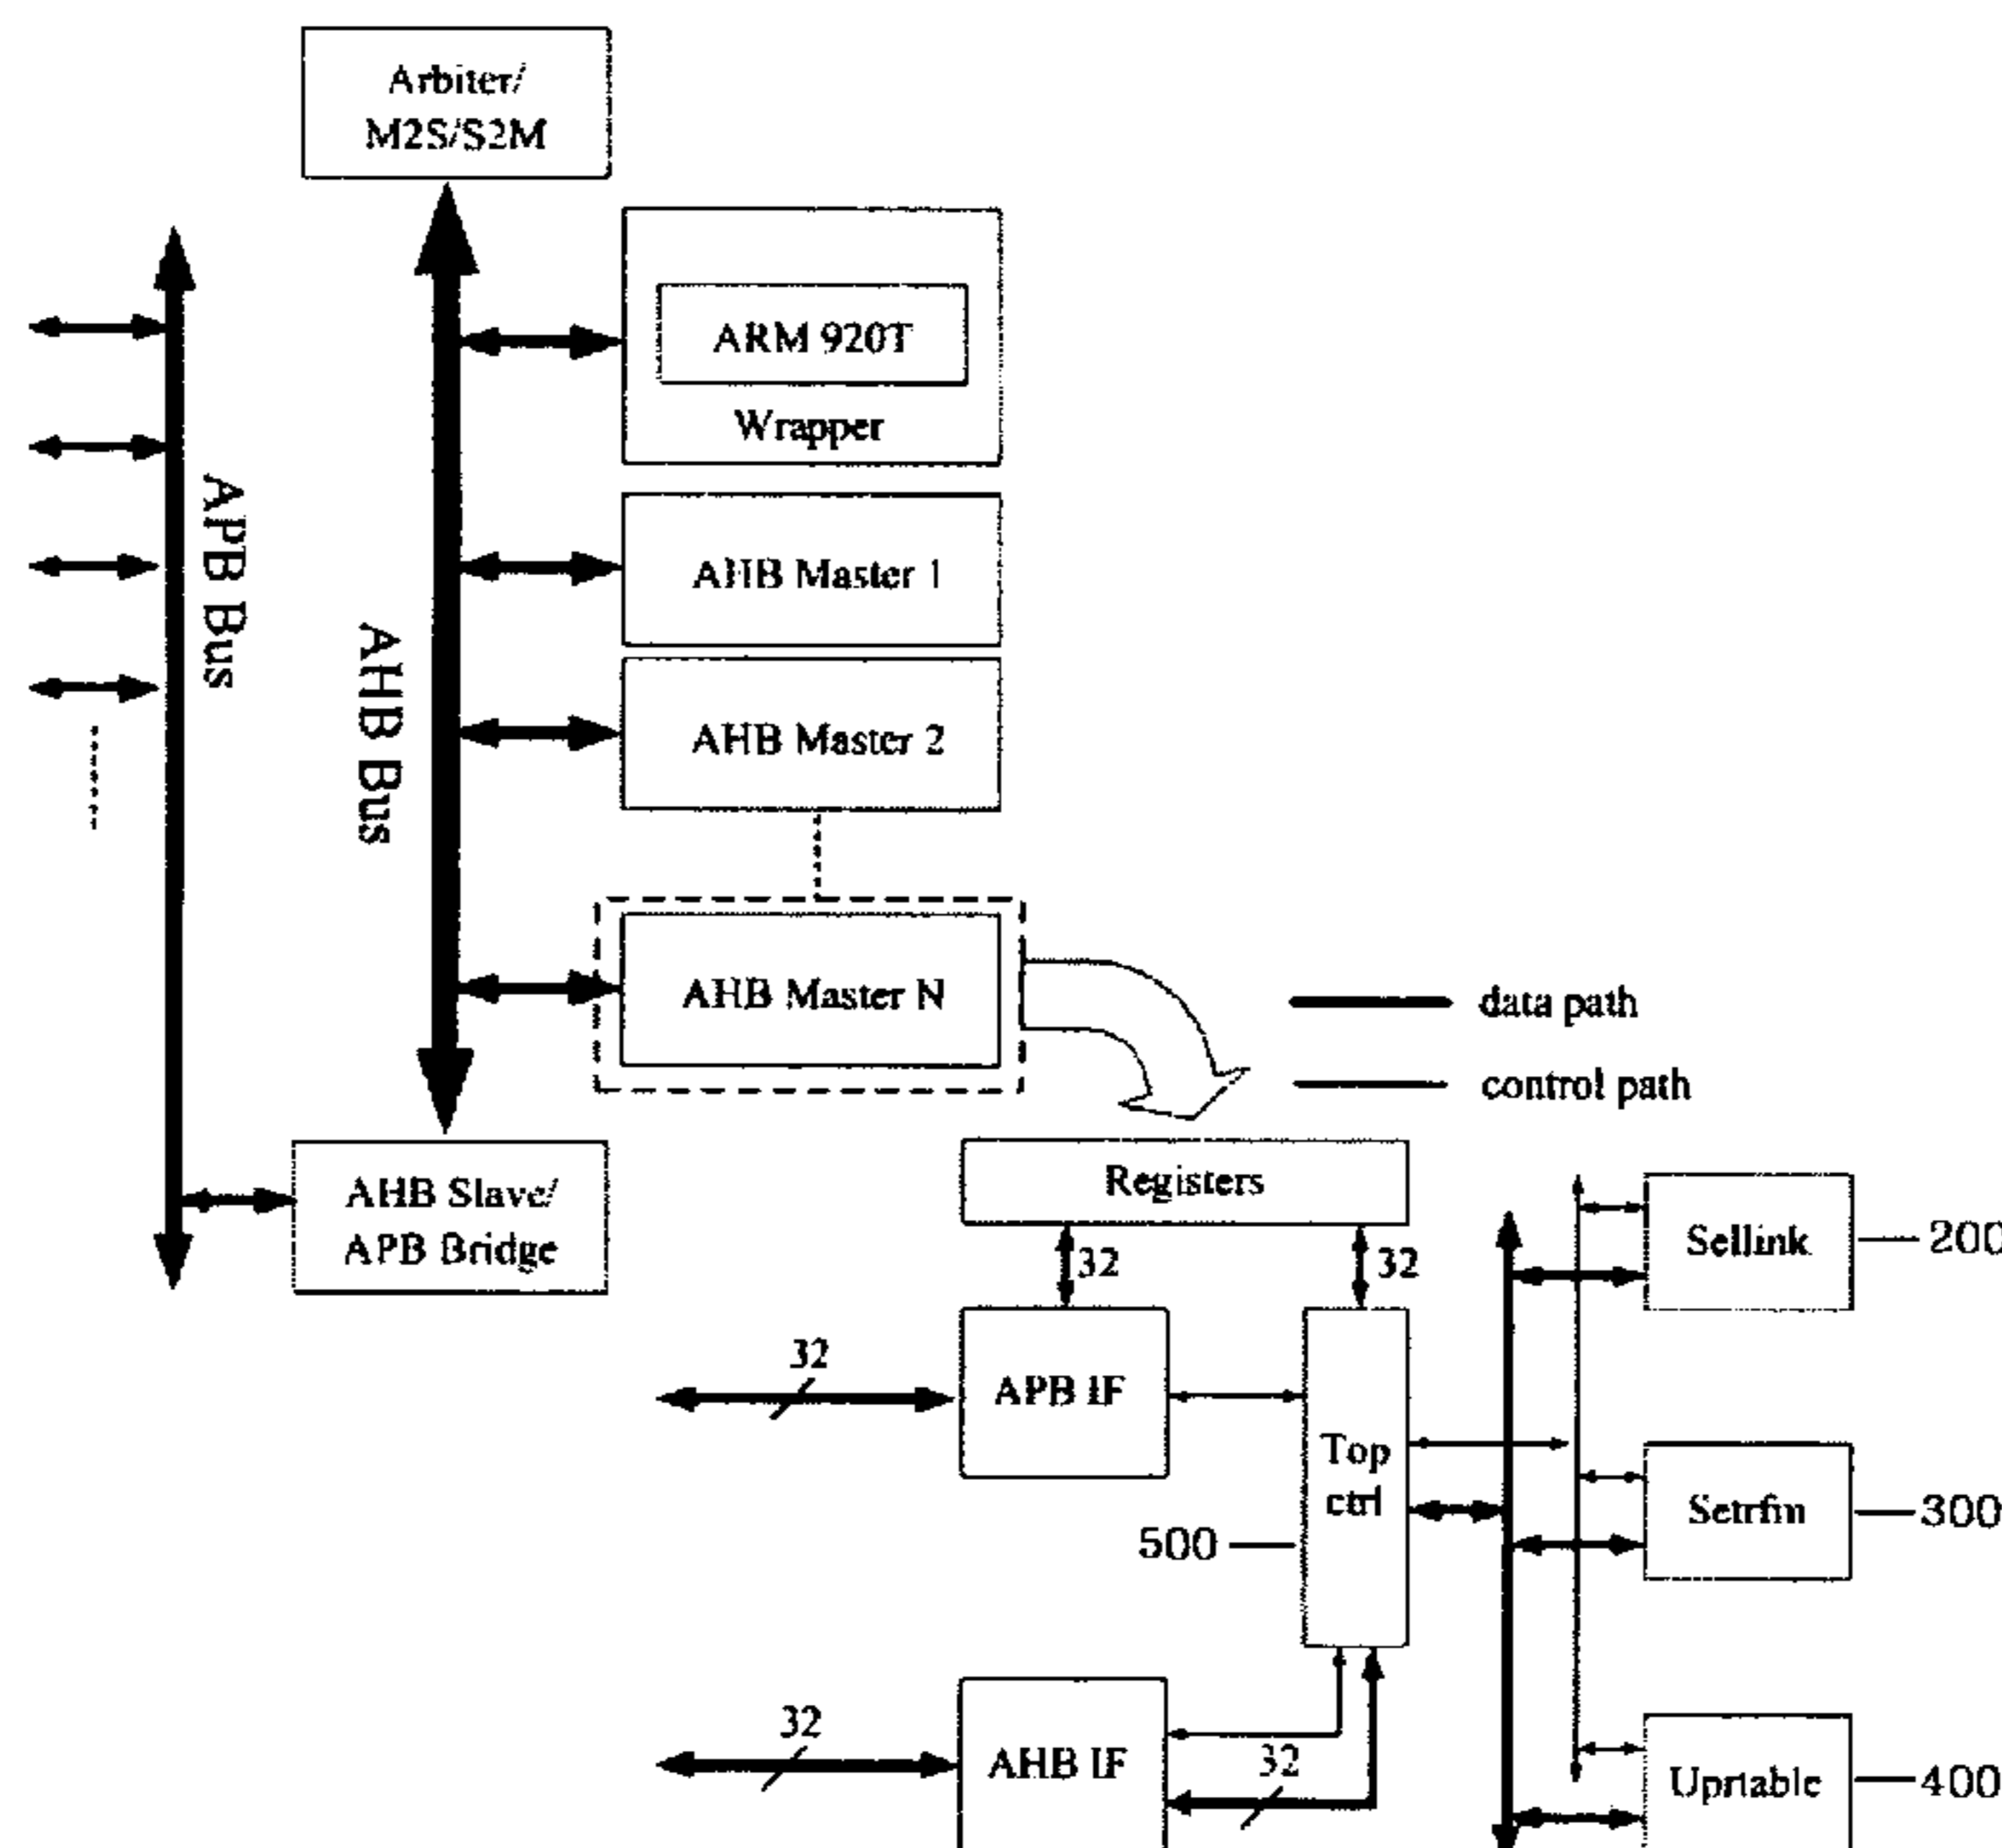 Arbiter/
M2S/S2M
ARM 920T
Wrapper
APB Bus
AHB Bus
AHB Master 1
AHB Master 2
AHB Master N
data path
control path
AHB Slave/
APB Bridge
Registers
32
32
Sellink
200
32
APB IF
Top
ctrl
500
Setrfm
300
32
AHB IF
32
Uprtable
400